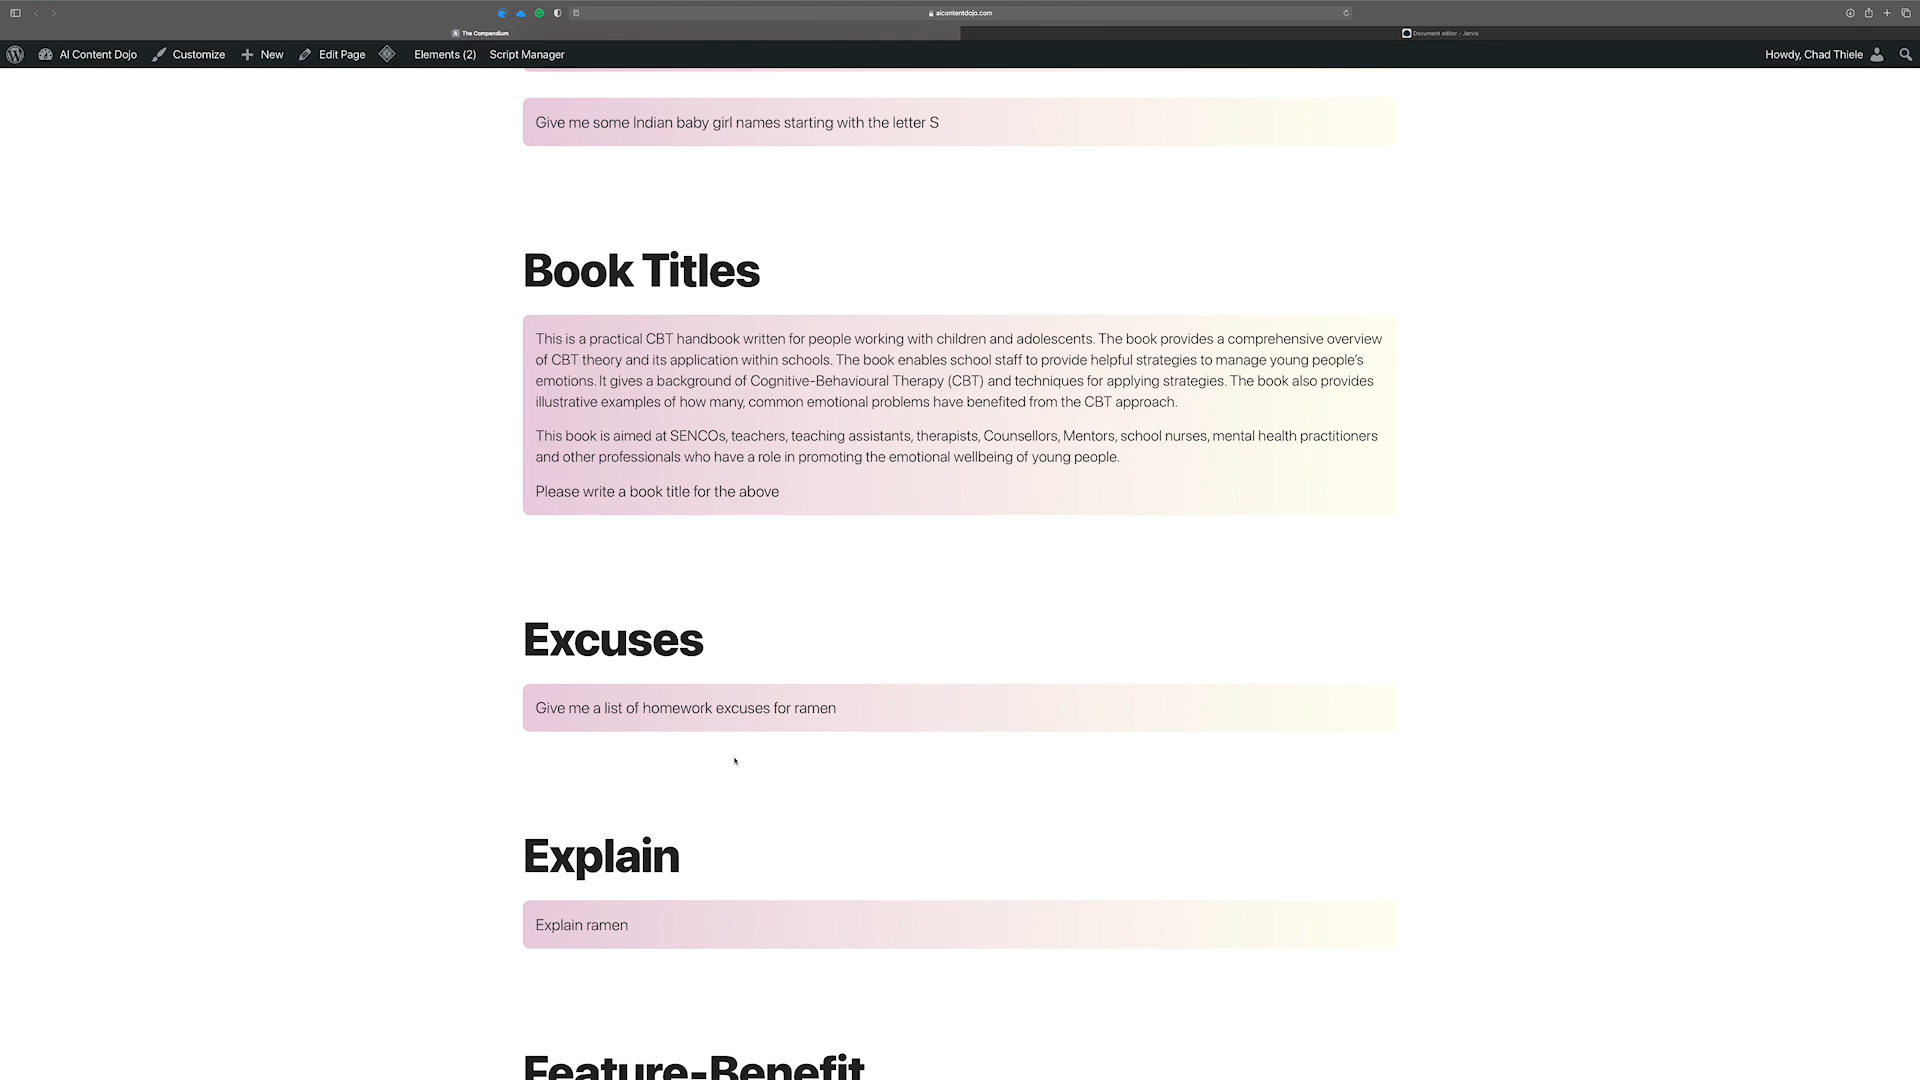 aicontentdojo.com
The Compendium
Document editor - Jarvis
AI Content Dojo
Customize
New
Edit Page
Elements (2)
Script Manager
Howdy, Chad Thiele
Give me some Indian baby girl names starting with the letter S
Book Titles
This is a practical CBT handbook written for people working with children and adolescents. The book provides a comprehensive overview
of CBT theory and its application within schools. The book enables school staff to provide helpful strategies to manage young people's
emotions. It gives a background of Cognitive-Behavioural Therapy (CBT) and techniques for applying strategies. The book also provides
illustrative examples of how many, common emotional problems have benefited from the CBT approach.
This book is aimed at SENCOs, teachers, teaching assistants, therapists, Counsellors, Mentors, school nurses, mental health practitioners
and other professionals who have a role in promoting the emotional wellbeing of young people.
Please write a book title for the above
Excuses
Give me a list of homework excuses for ramen
Explain
Explain ramen
Feature-Benefit